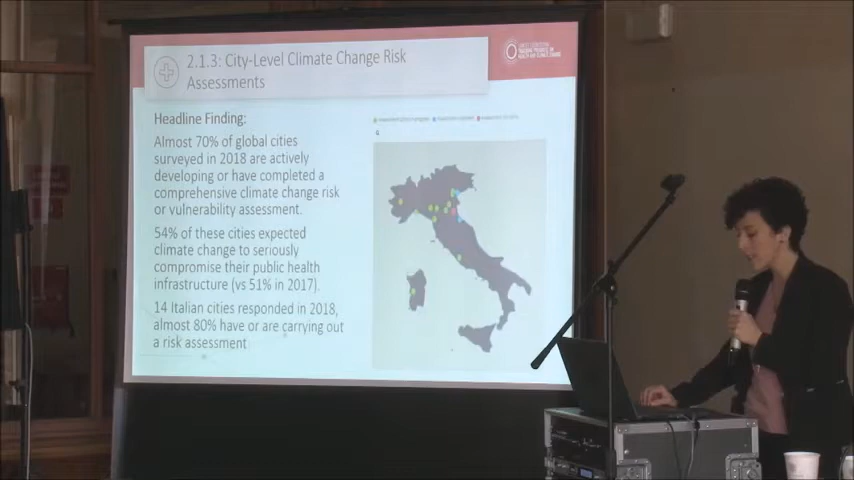 2.1.3: City-Level Climate Change Risk
Assessments
Headline Finding:
Almost 70% of global cities
surveyed in 2018 are actively
developing or have completed a
comprehensive climate change risk
or vulnerability assessment.
54% of these cities expected
climate change to seriously
compromise their public health
infrastructure (vs 51% in 2017).
14 Italian cities responded in 2018,
almost 80% have or are carrying out
a risk assessment